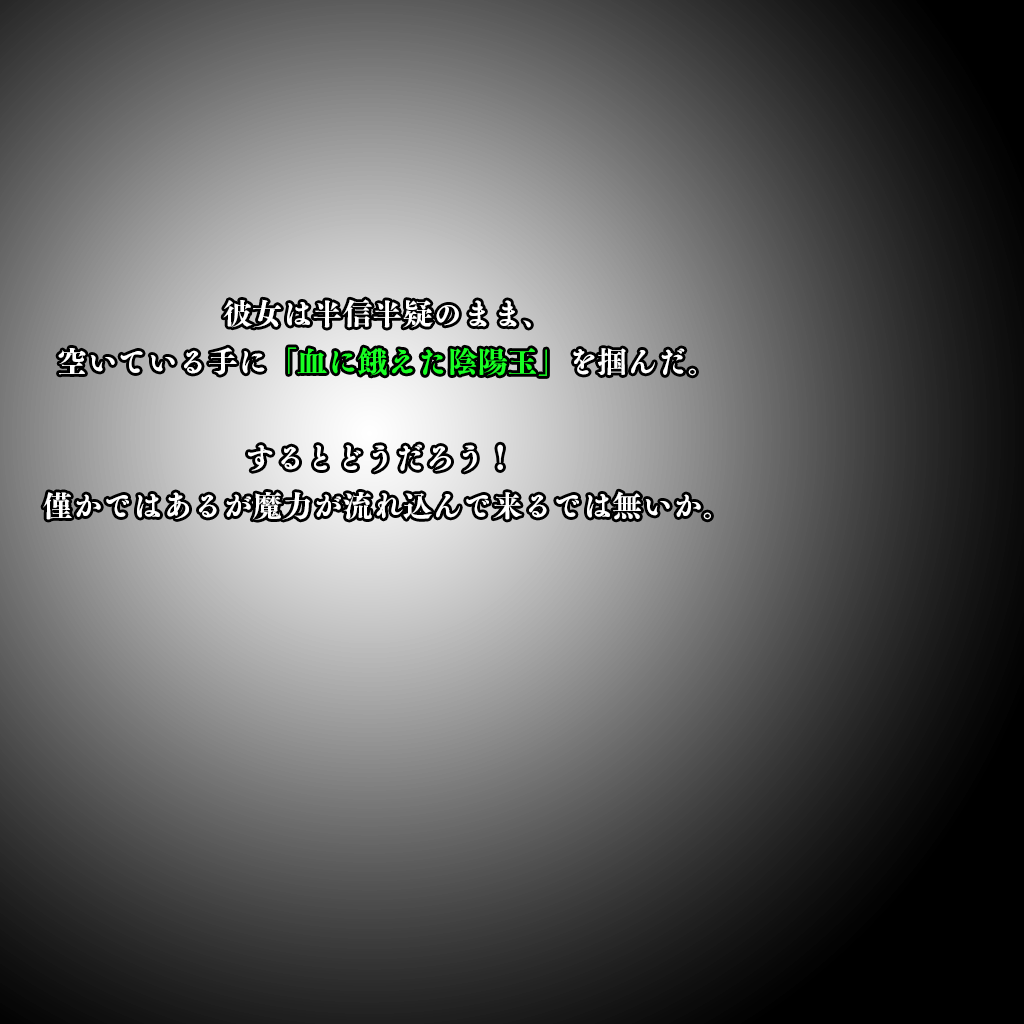 彼女は半信半疑のまま、
空いている手に「血に餓えた陰陽玉」を掴んだ。
するとどうだろう！
僅かではあるが魔力が流れ込んで来るでは無いか。